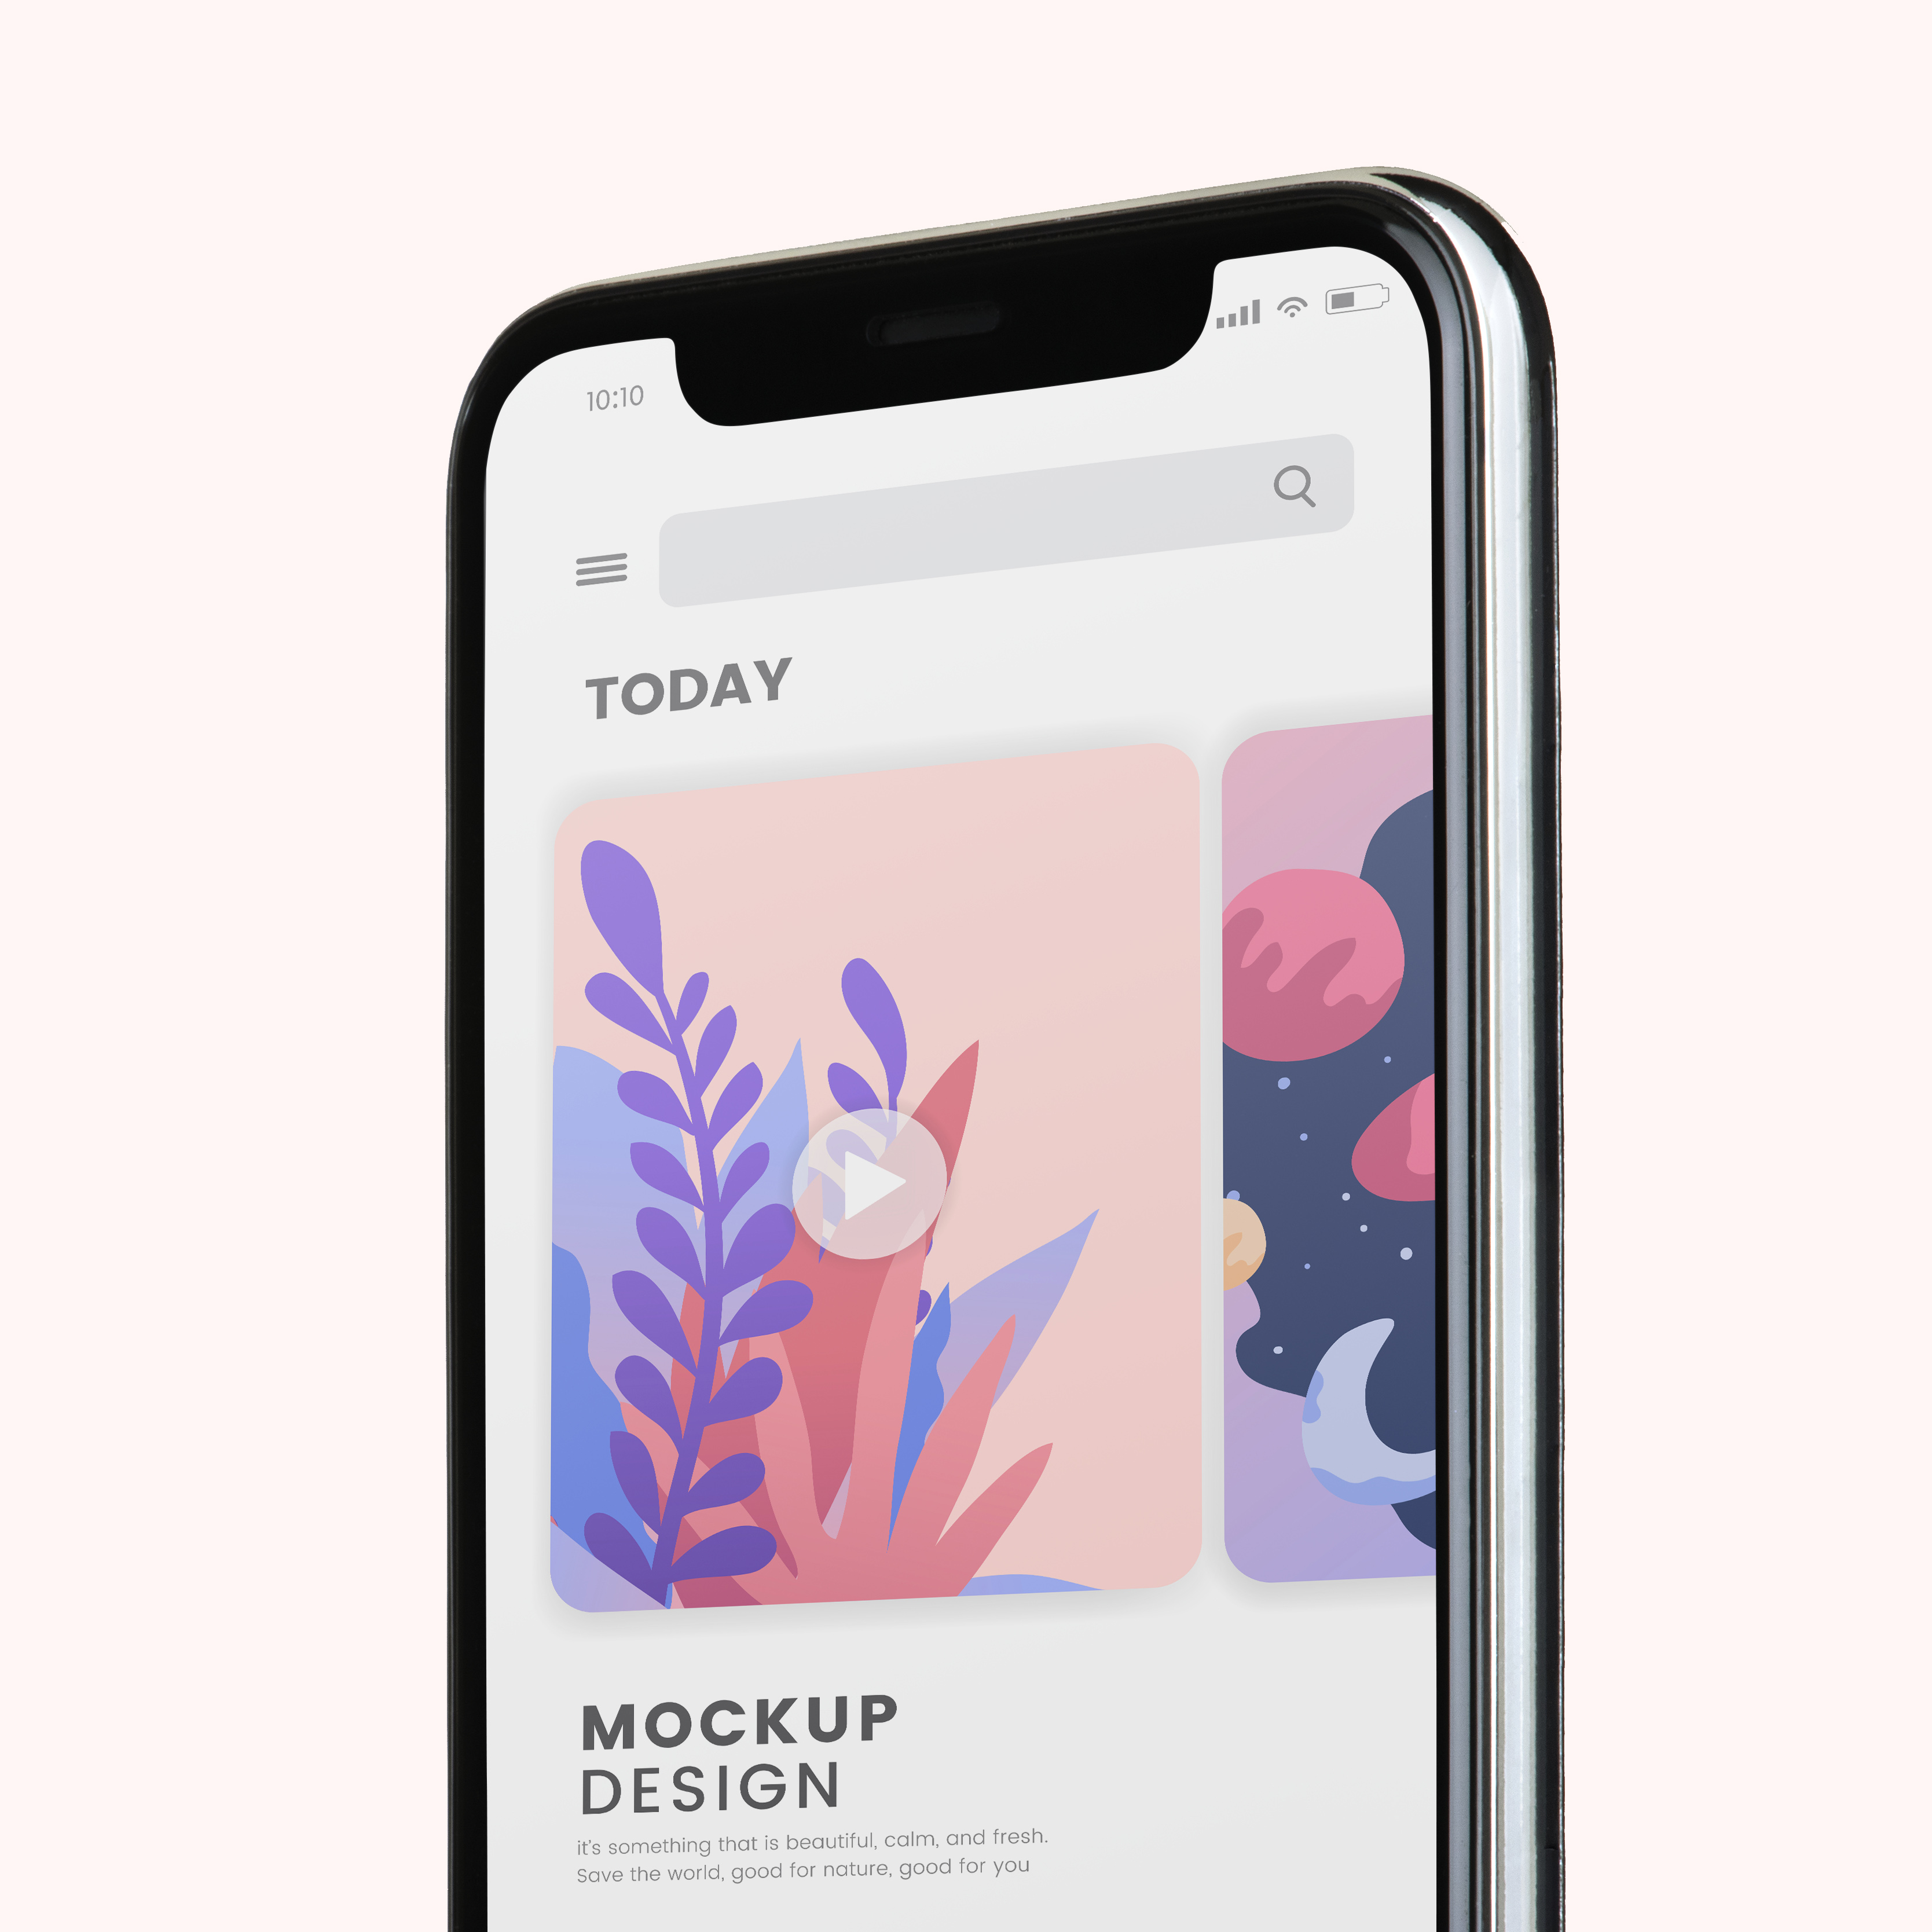 10:10
TODAY
MOCKUP
DESIGN
it's something that is beautiful, calm, and fresh.
Save the world, good for nature, good for you